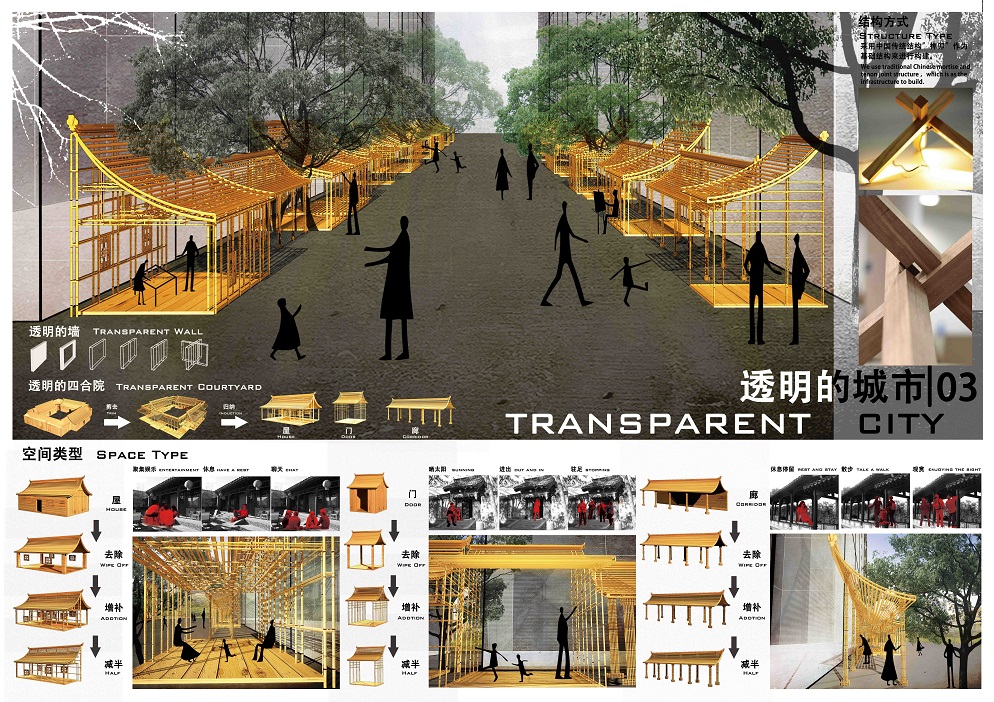 结构方式
STRUCTURE TYPE
采用中国传统结构“榫卯”作为
基础结构来进行构建。
We use traditional Chinese mortise and
tenon joint structure, which is as the
infrastructure to build.
透明的墙 TRANSPARENT WALL
透明的四合院 TRANSPARENT COURTYARD
剪去
THIN
归纳
INDUCTION
屋
HOUSE
门
DOOR
廊
CORRIDOR
透明的城市|03
TRANSPARENT CITY
空间类型 SPACE TYPE
屋
HOUSE
去除
WIPE OFF
增补
ADDTION
减半
HALF
聚集娱乐 ENTERTAINMENT 休息 HAVE A REST 聊天 CHAT
门
DOOR
去除
WIPE OFF
增补
ADDTION
减半
HALF
晒太阳 SUNNING 进出 OUT AND IN 驻足 STOPPING
廊
CORRIDOR
去除
WIPE OFF
增补
ADDTION
减半
HALF
休息停留 REST AND STAY 散步 TALK A WALK 观赏 ENJOYING THE SIGHT